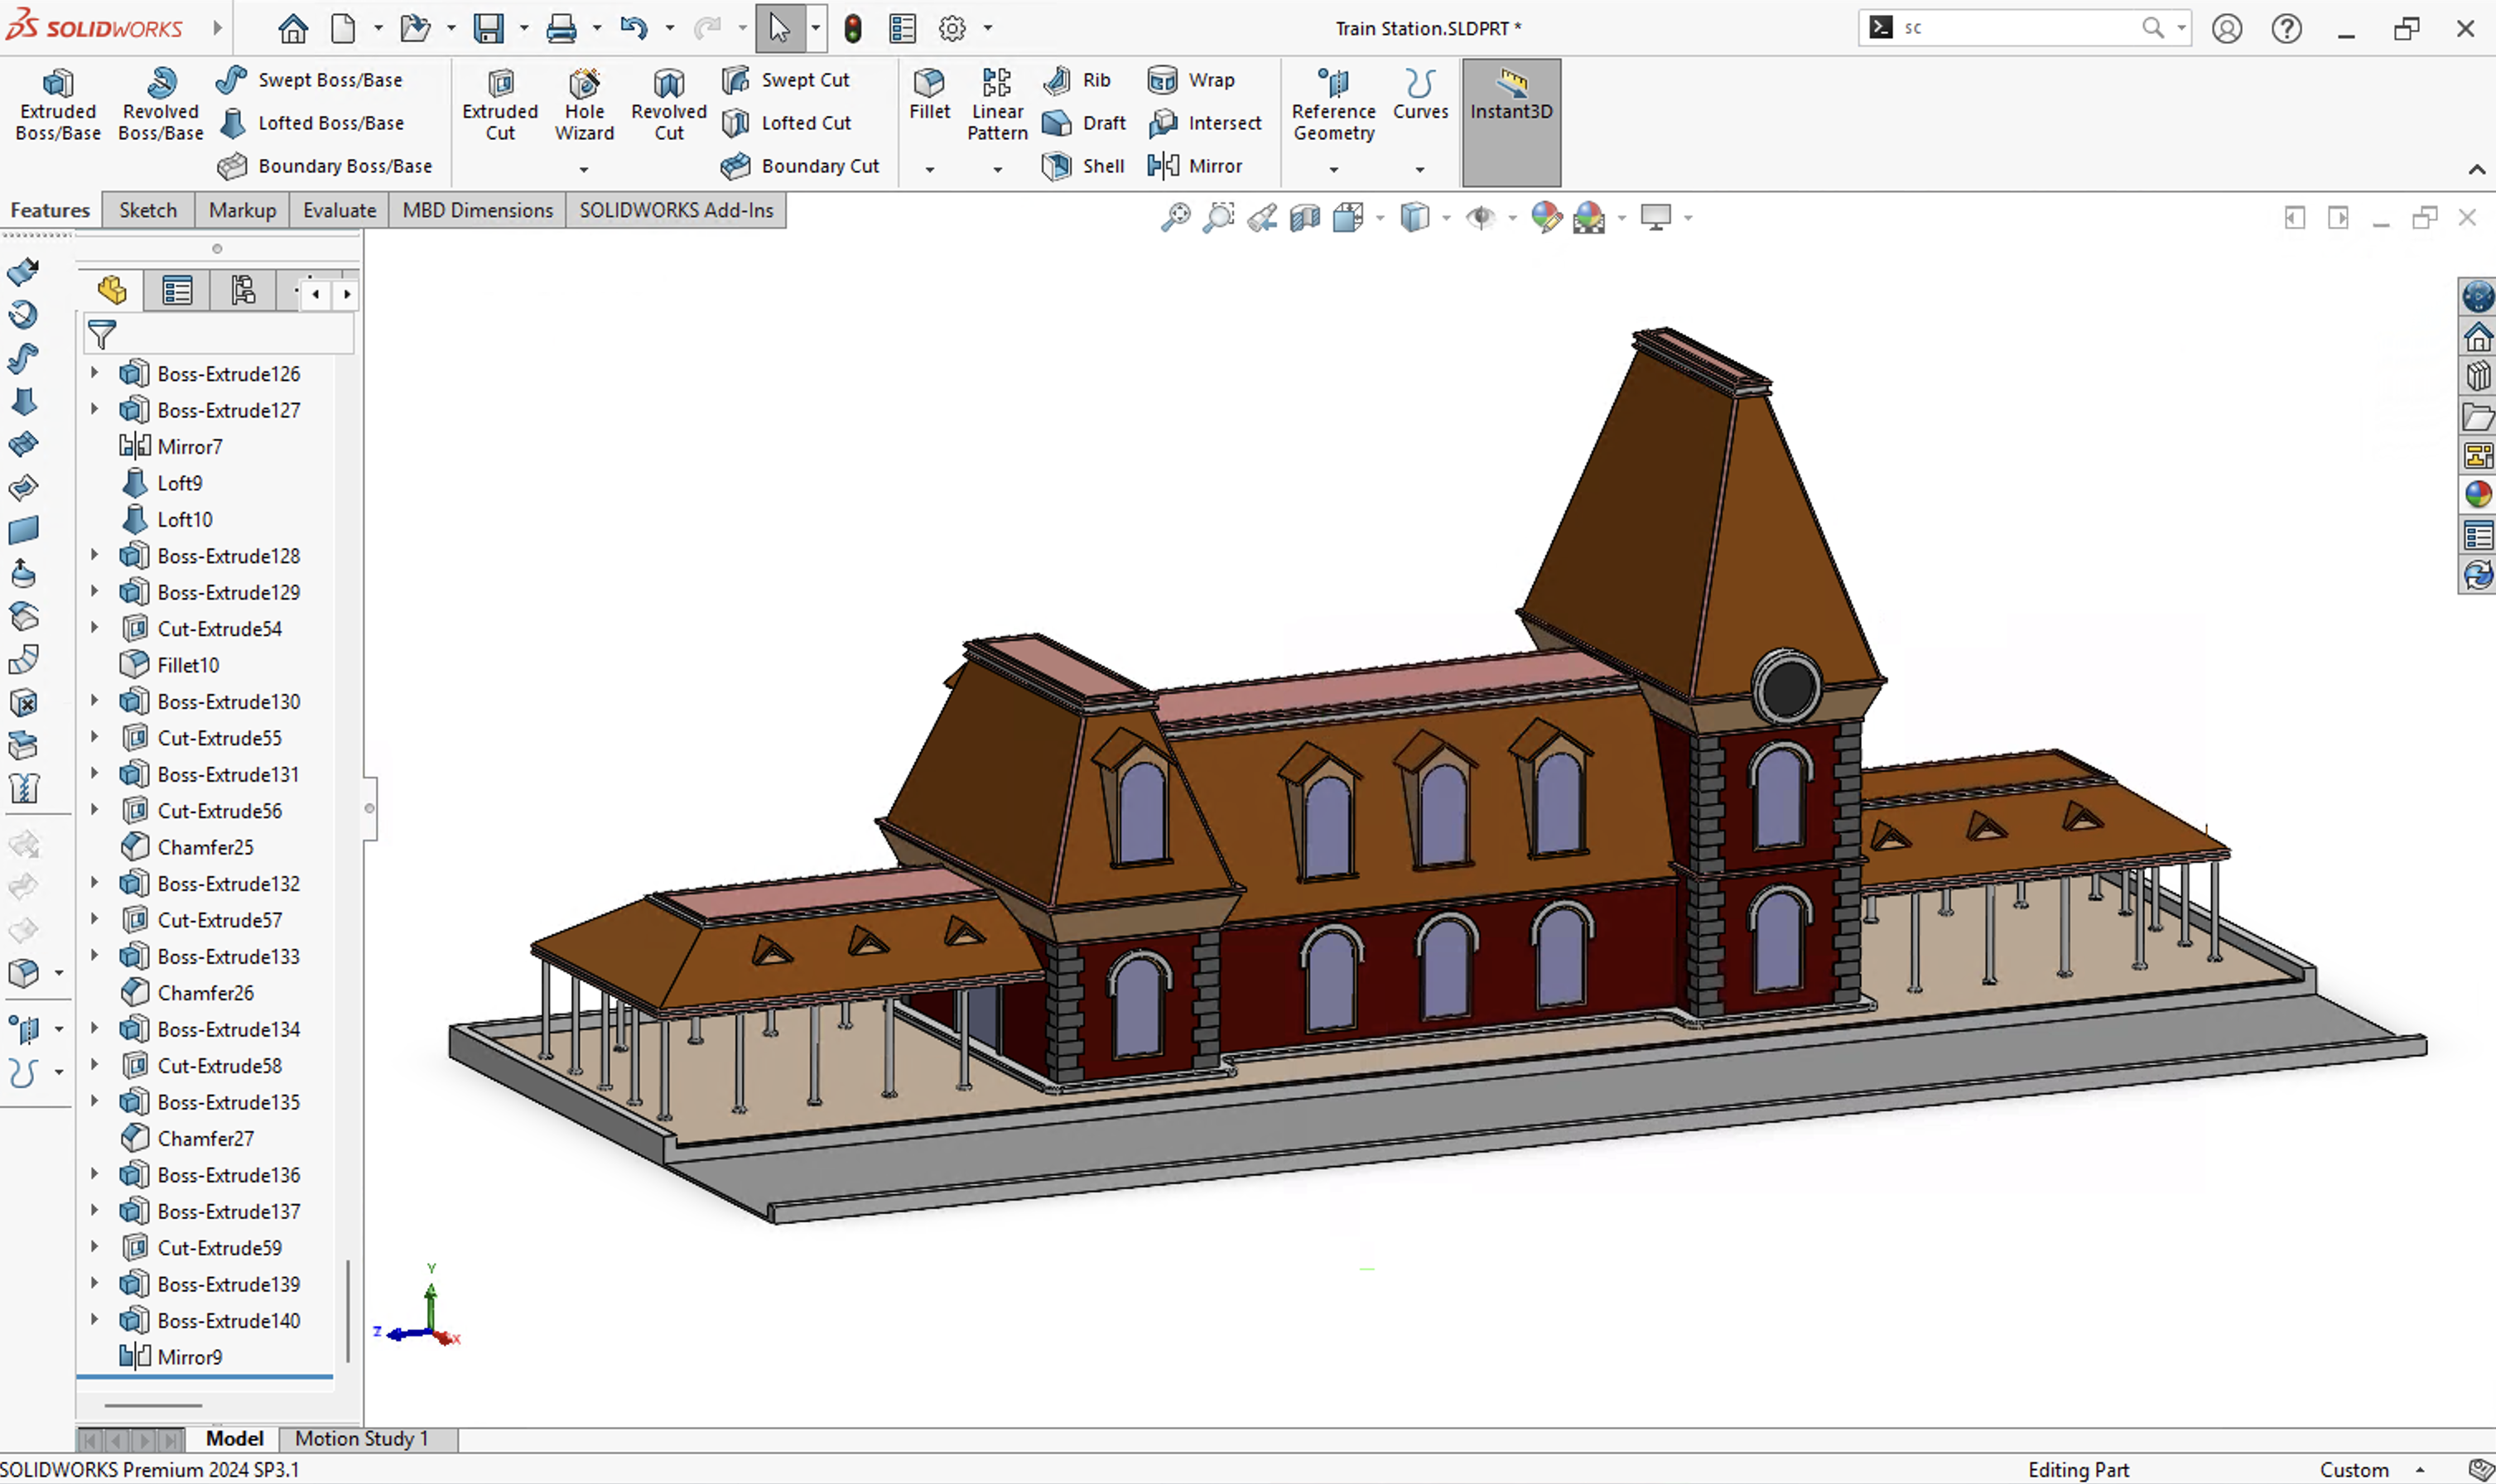 SOLIDWORKS
Train Station.SLDPRT *
sc
Extruded Boss/Base
Revolved Boss/Base
Swept Boss/Base
Lofted Boss/Base
Boundary Boss/Base
Extruded Cut
Hole Wizard
Revolved Cut
Swept Cut
Lofted Cut
Boundary Cut
Fillet
Linear Pattern
Rib
Draft
Shell
Wrap
Intersect
Mirror
Reference Geometry
Curves
Instant3D
Features
Sketch
Markup
Evaluate
MBD Dimensions
SOLIDWORKS Add-Ins
Boss-Extrude126
Boss-Extrude127
Mirror7
Loft9
Loft10
Boss-Extrude128
Boss-Extrude129
Cut-Extrude54
Fillet10
Boss-Extrude130
Cut-Extrude55
Boss-Extrude131
Cut-Extrude56
Chamfer25
Boss-Extrude132
Cut-Extrude57
Boss-Extrude133
Chamfer26
Boss-Extrude134
Cut-Extrude58
Boss-Extrude135
Chamfer27
Boss-Extrude136
Boss-Extrude137
Cut-Extrude59
Boss-Extrude139
Boss-Extrude140
Mirror9
Y
Z
X
Model
Motion Study 1
SOLIDWORKS Premium 2024 SP3.1
Editing Part
Custom